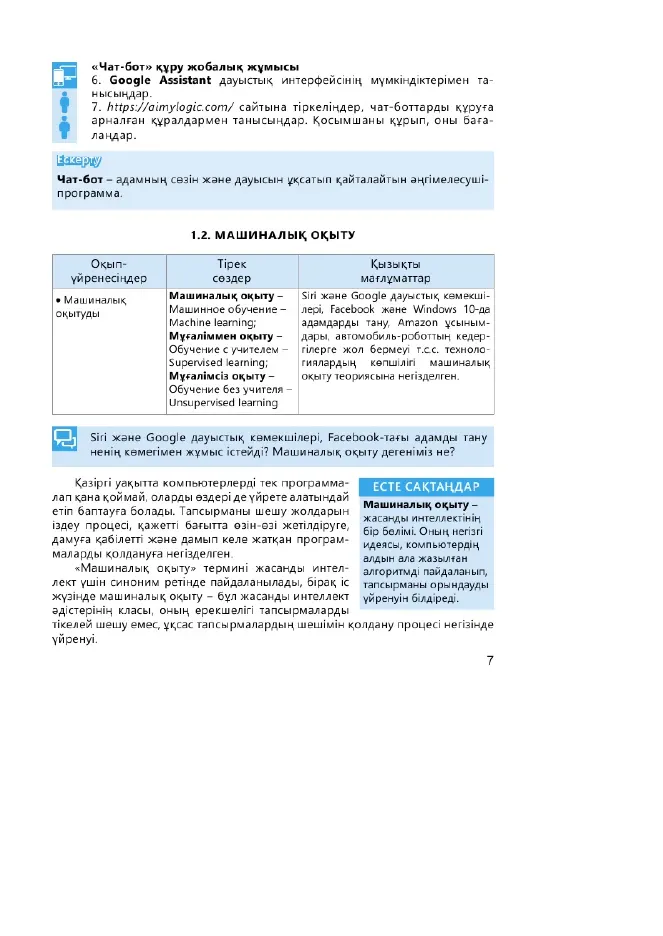 «Чат-бот» құру жобалық жұмысы
6. Google Assistant дауыстық интерфейсінің мүмкіндіктерімен та-
нысыңдар.
7. https://aimylogic.com/ сайтына тіркеліңдер, чат-боттарды құруға
арналған құралдармен танысыңдар. Қосымшаны құрып, оны баға-
лаңдар.
Ескерту
Чат-бот – адамның сөзін және дауысын ұқсатып қайталайтын әңгімелесуші-
программа.
1.2. МАШИНАЛЫҚ ОҚЫТУ
Оқып-
үйренесіңдер
Тірек
сөздер
Қызықты
мағлұматтар
• Машиналық
оқытуды
Машиналық оқыту –
Машинное обучение –
Machine learning;
Мұғаліммен оқыту –
Обучение с учителем –
Supervised learning;
Мұғалімсіз оқыту –
Обучение без учителя –
Unsupervised learning
Siri және Google дауыстық көмекші-
лері, Facebook және Windows 10-да
адамдарды тану, Amazon ұсыным-
дары, автомобиль-роботтың кедер-
гілерге жол бермеуі т.с.с. техноло-
гиялардың көпшілігі машиналық
оқыту теориясына негізделген.
Siri және Google дауыстық көмекшілері, Facebook-тағы адамды тану
ненің көмегімен жұмыс істейді? Машиналық оқыту дегеніміз не?
Қазіргі уақытта компьютерлерді тек программа-
лап қана қоймай, оларды өздері де үйрете алатындай
етіп баптауға болады. Тапсырманы шешу жолдарын
іздеу процесі, қажетті бағытта өзін-өзі жетілдіруге,
дамуға қабілетті және дамып келе жатқан програм-
маларды қолдануға негізделген.
«Машиналық оқыту» термині жасанды интел-
лект үшін синоним ретінде пайдаланылады, бірақ іс
жүзінде машиналық оқыту – бұл жасанды интеллект
әдістерінің класы, оның ерекшелігі тапсырмаларды
тікелей шешу емес, ұқсас тапсырмалардың шешімін қолдану процесі негізінде
үйренуі.
ЕСТЕ САҚТАҢДАР
Машиналық оқыту –
жасанды интеллектінің
бір бөлімі. Оның негізгі
идеясы, компьютердің
алдын ала жазылған
алгоритмді пайдаланып,
тапсырманы орындауды
үйренуін білдіреді.
7